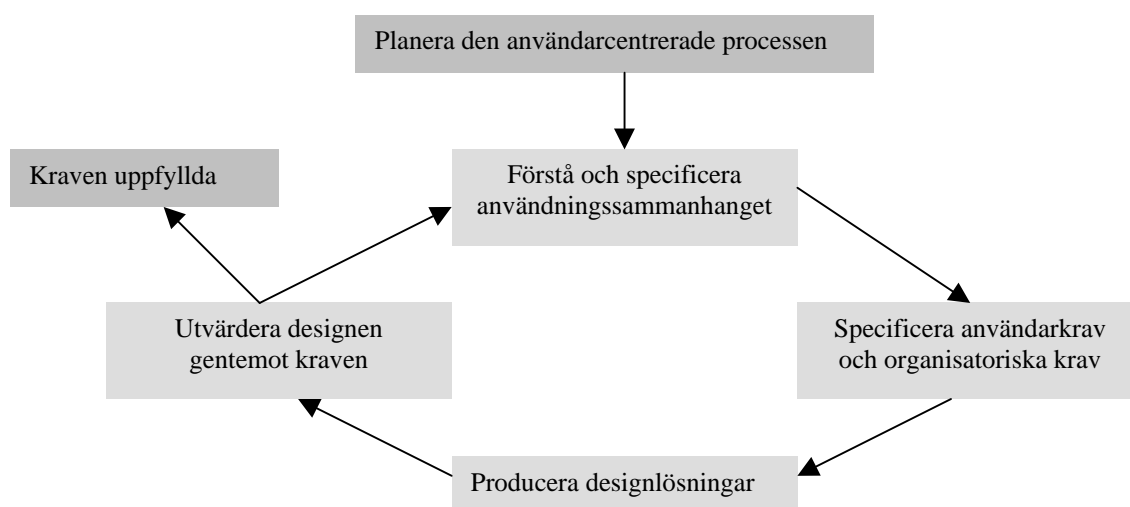 Planera den användarcentrerade processen
Kraven uppfyllda
Förstå och specificera
användningssammanhanget
Utvärdera designen
gentemot kraven
Specificera användarkrav
och organisatoriska krav
Producera designlösningar